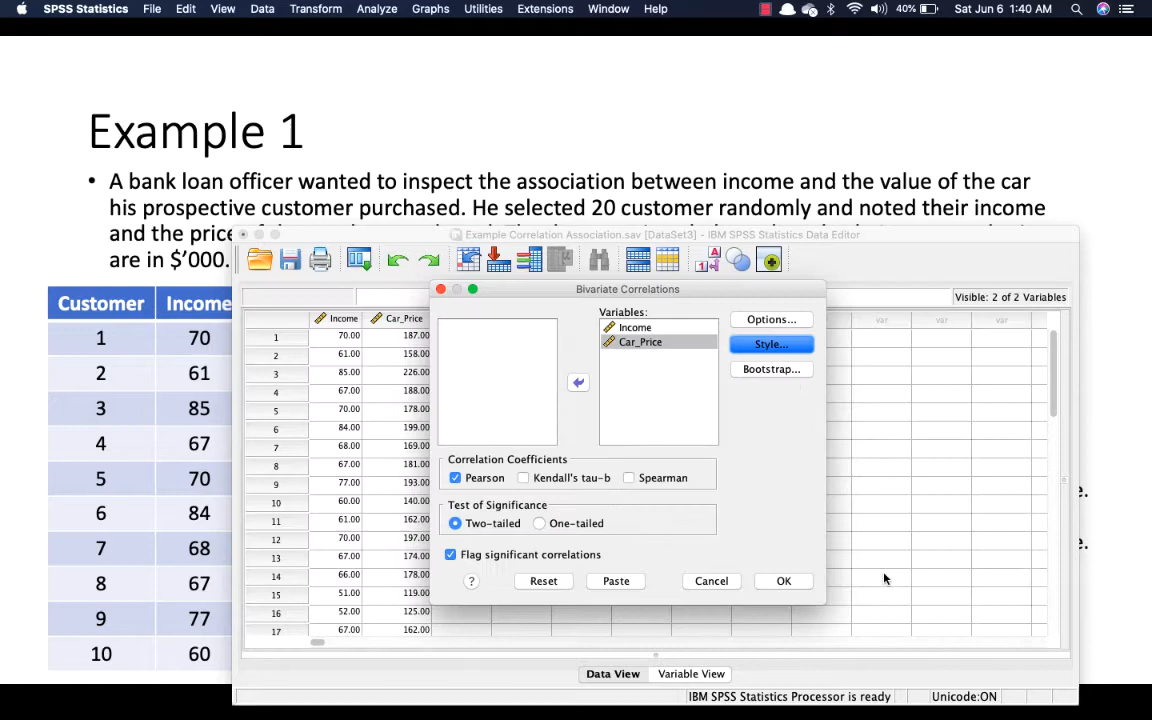 SPSS Statistics File Edit View Data Transform Analyze Graphs Utilities Extensions Window Help 40% Sat Jun 6 1:40 AM
Example 1
• A bank loan officer wanted to inspect the association between income and the value of the car
his prospective customer purchased. He selected 20 customer randomly and noted their income
and the price
are in $'000.
Customer Income
1 70
2 61
3 85
4 67
5 70
6 84
7 68
8 67
9 77
10 60
e.
e.
Example Correlation Association.sav [DataSet3] - IBM SPSS Statistics Data Editor
Visible: 2 of 2 Variables
Income Car_Price var var var
1 70.00 187.00
2 61.00 158.00
3 85.00 226.00
4 67.00 188.00
5 70.00 178.00
6 84.00 199.00
7 68.00 169.00
8 67.00 181.00
9 77.00 193.00
10 60.00 140.00
11 61.00 162.00
12 70.00 197.00
13 67.00 174.00
14 66.00 178.00
15 51.00 119.00
16 52.00 125.00
17 67.00 162.00
Bivariate Correlations
Variables:
Income
Car_Price
Options...
Style...
Bootstrap...
Correlation Coefficients
Pearson Kendall's tau-b Spearman
Test of Significance
Two-tailed One-tailed
Flag significant correlations
? Reset Paste Cancel OK
Data View Variable View
IBM SPSS Statistics Processor is ready Unicode:ON